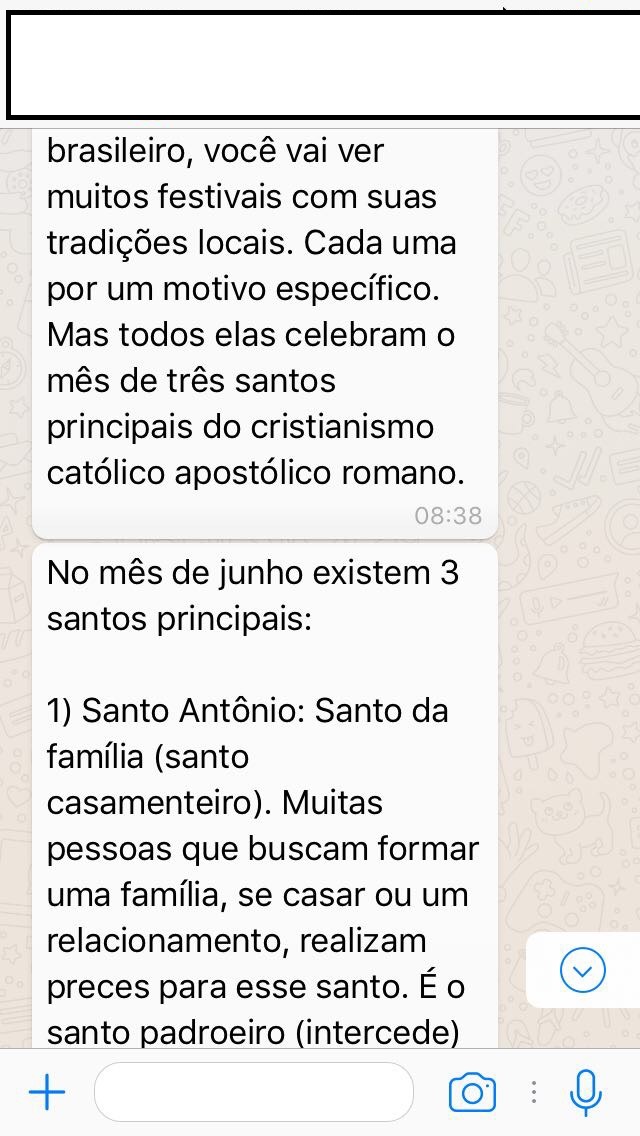 brasileiro, você vai ver
muitos festivais com suas
tradições locais. Cada uma
por um motivo específico.
Mas todos elas celebram o
mês de três santos
principais do cristianismo
católico apostólico romano.
08:38
No mês de junho existem 3
santos principais:
1) Santo Antônio: Santo da
família (santo
casamenteiro). Muitas
pessoas que buscam formar
uma família, se casar ou um
relacionamento, realizam
preces para esse santo. É o
santo padroeiro (intercede)